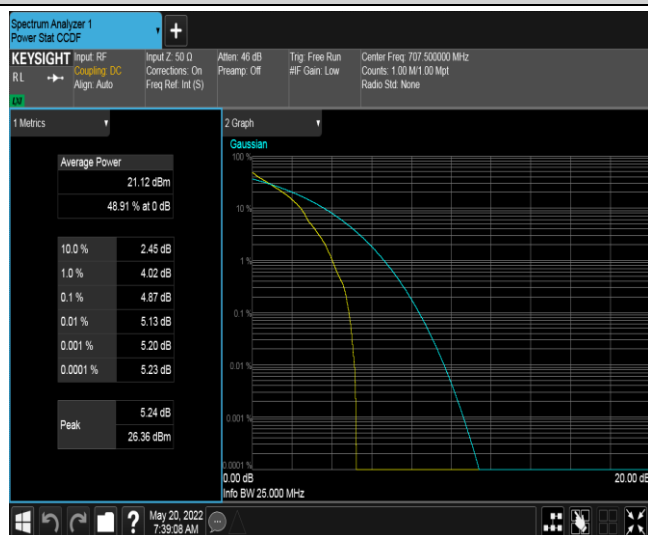 Spectrum Analyzer 1
Power Stat CCDF
KEYSIGHT
RL
Input: RF
Coupling: DC
Align: Auto
Input Z: 50 Ω
Corrections: On
Freq Ref: Int (S)
Atten: 46 dB
Preamp: Off
Trig: Free Run
#IF Gain: Low
Center Freq: 707.500000 MHz
Counts: 1.00 M/1.00 Mpt
Radio Std: None
1 Metrics
Average Power
21.12 dBm
48.91 % at 0 dB
10.0 % 2.45 dB
1.0 % 4.02 dB
0.1 % 4.87 dB
0.01 % 5.13 dB
0.001 % 5.20 dB
0.0001 % 5.23 dB
Peak
5.24 dB
26.36 dBm
2 Graph
Gaussian
100 %
10 %
1 %
0.1 %
0.01 %
0.001 %
0.0001 %
0.00 dB 20.00 dB
Info BW 25.000 MHz
May 20, 2022
7:39:08 AM